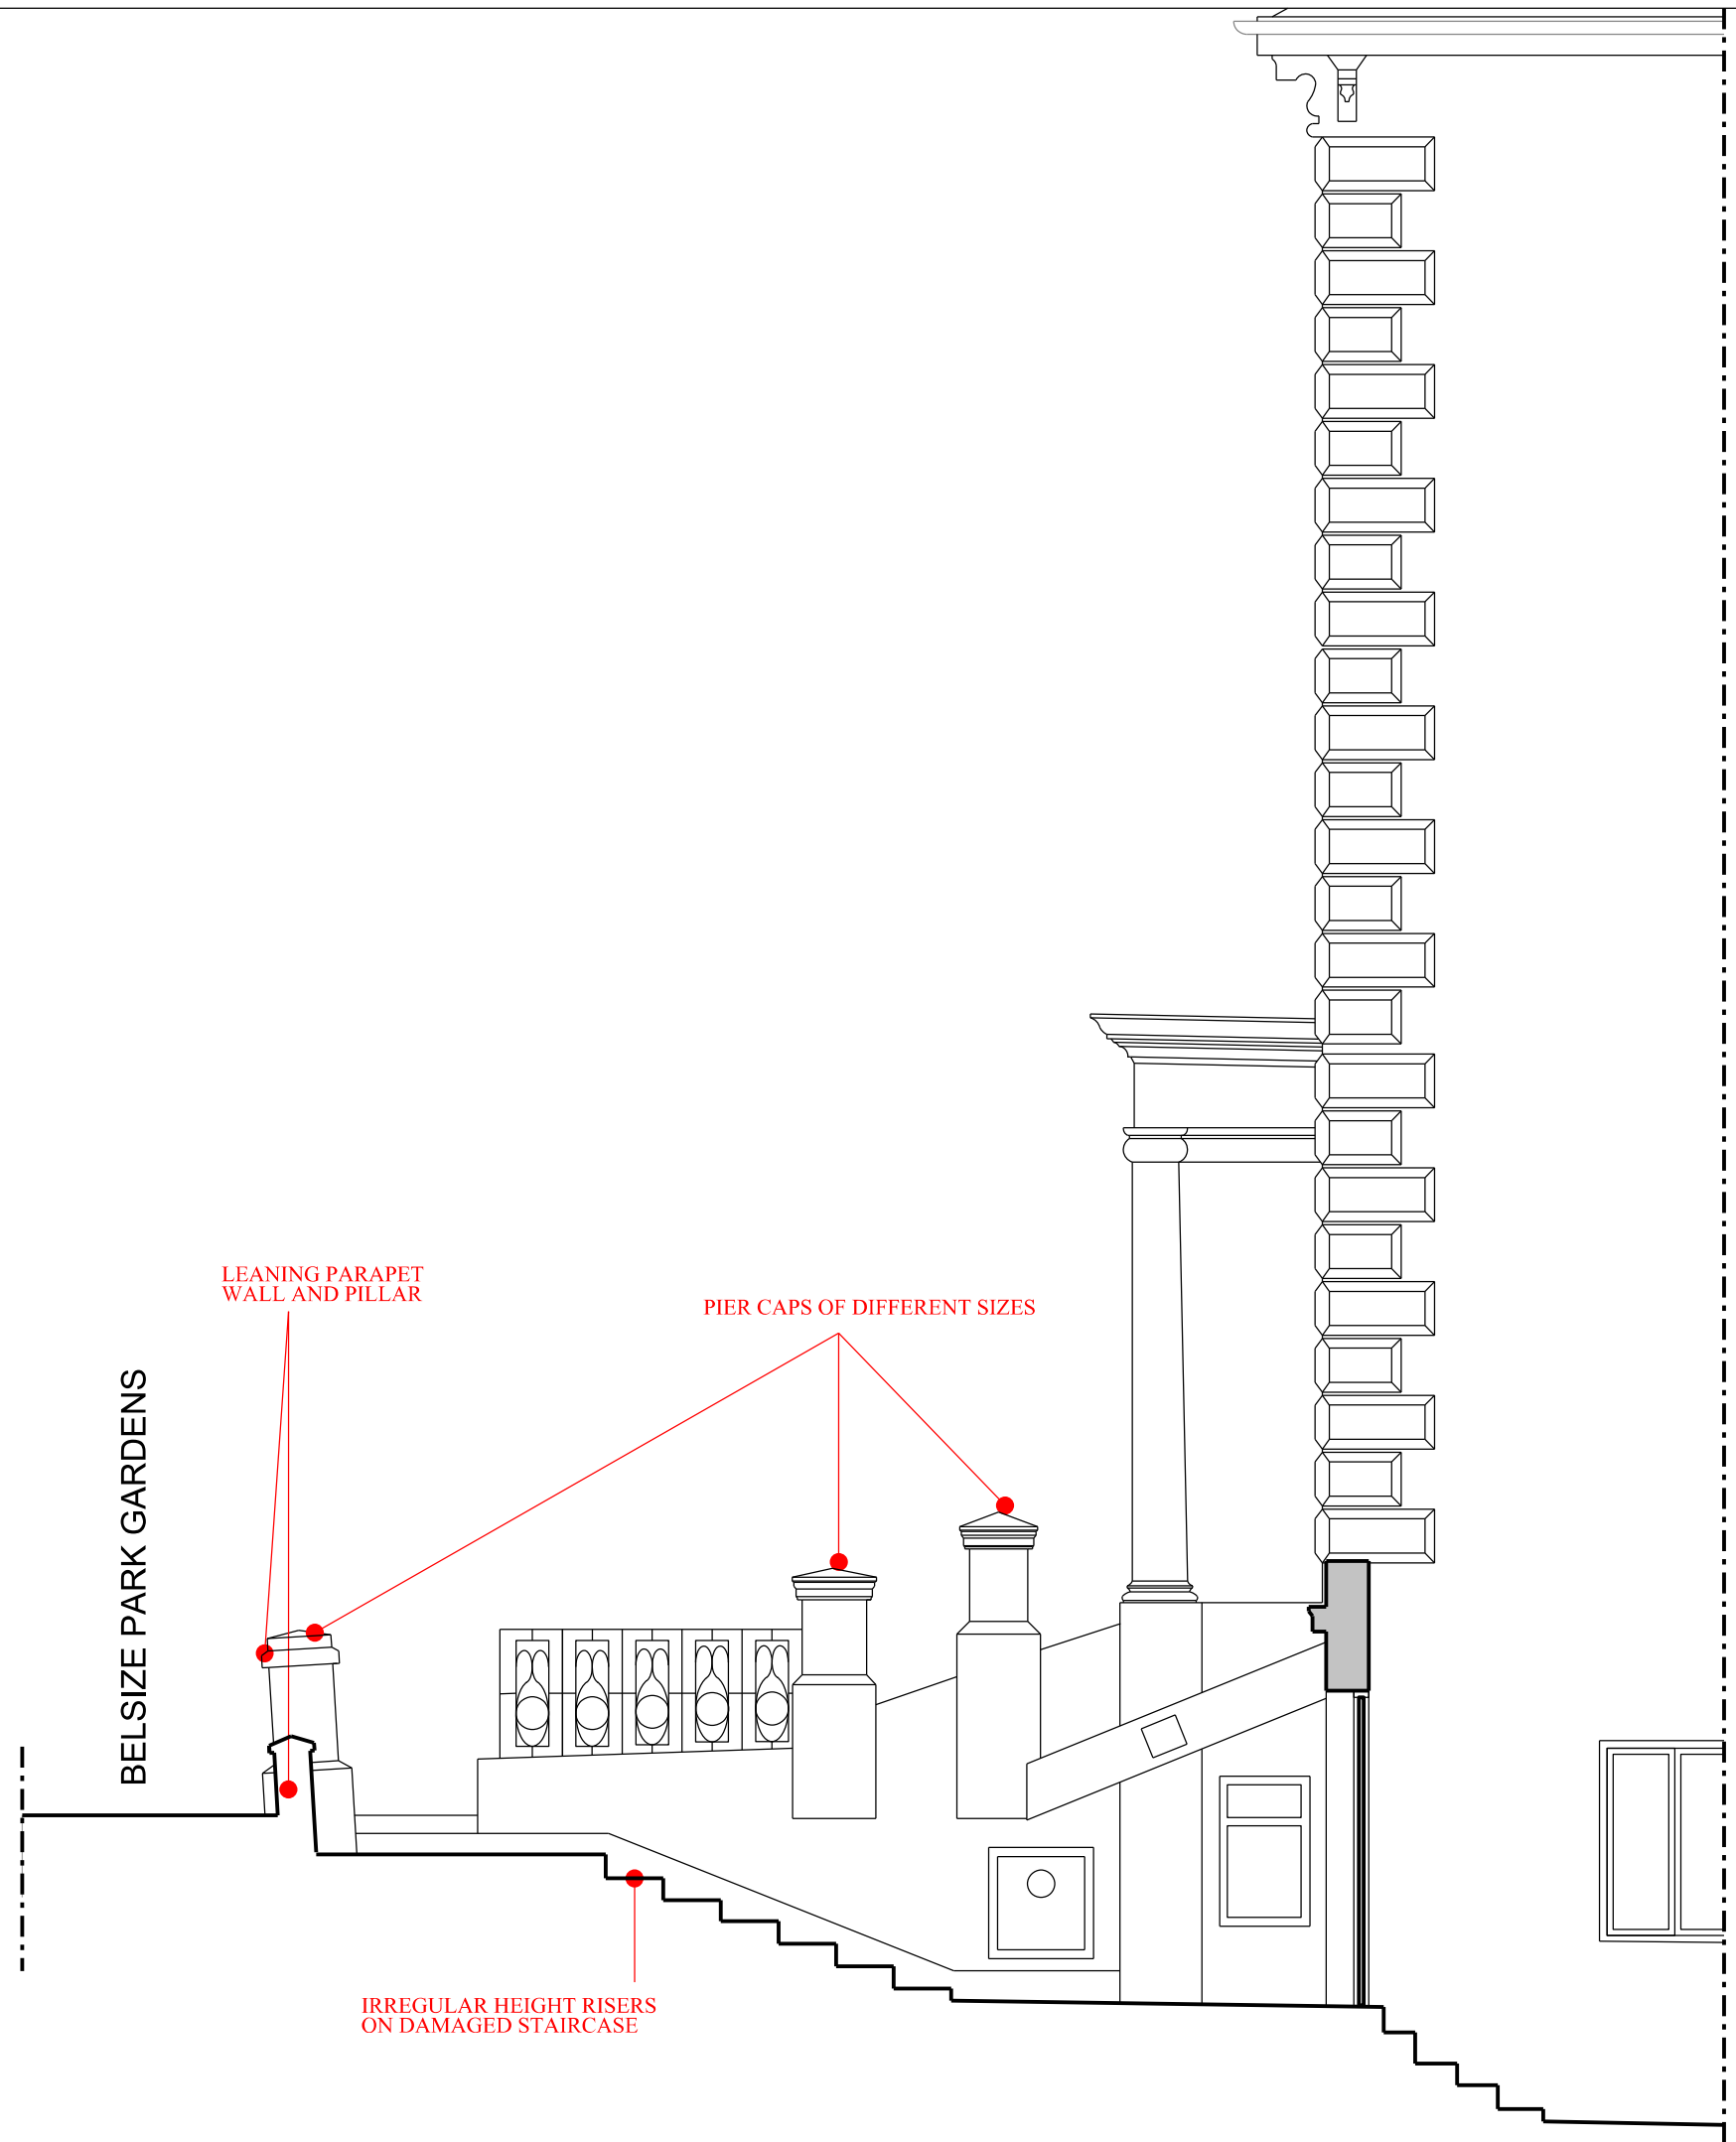 LEANING PARAPET
WALL AND PILLAR
PIER CAPS OF DIFFERENT SIZES
BELSIZE PARK GARDENS
IRREGULAR HEIGHT RISERS
ON DAMAGED STAIRCASE